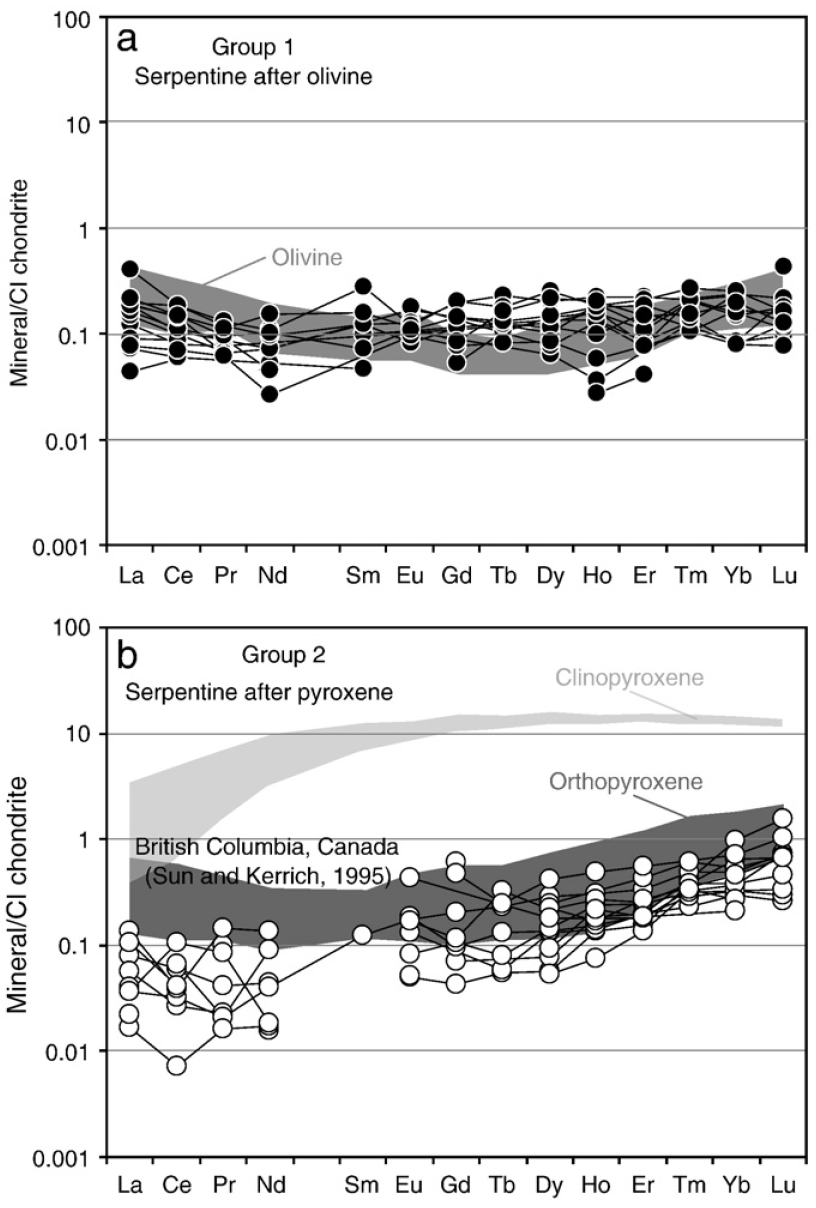 100
a
Group 1
Serpentine after olivine
10
1
Olivine
0.1
0.01
0.001
Mineral/CI chondrite
La Ce Pr Nd Sm Eu Gd Tb Dy Ho Er Tm Yb Lu
100
b
Group 2
Serpentine after pyroxene
Clinopyroxene
10
Orthopyroxene
1
British Columbia, Canada
(Sun and Kerrich, 1995)
0.1
0.01
0.001
Mineral/CI chondrite
La Ce Pr Nd Sm Eu Gd Tb Dy Ho Er Tm Yb Lu